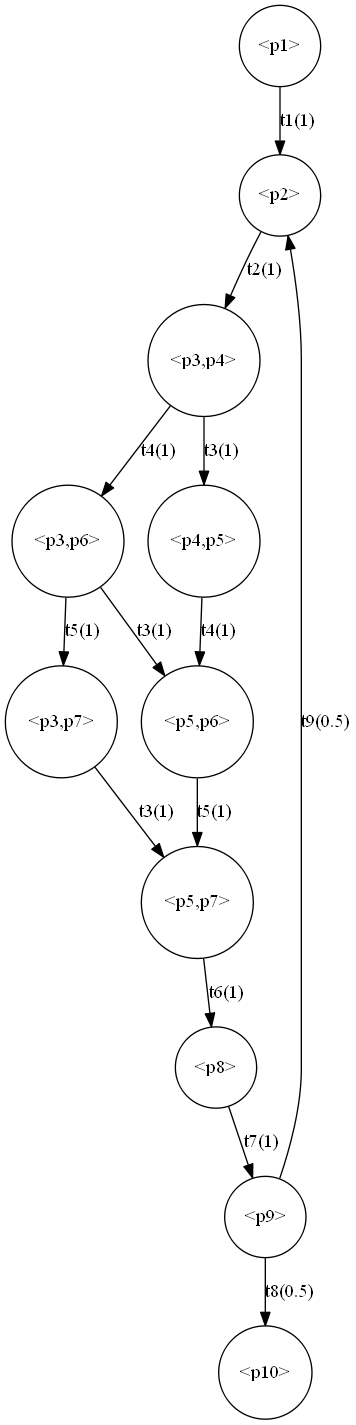 <p1>
t1(1)
<p2>
t2(1)
<p3,p4>
t4(1)
t3(1)
<p3,p6>
<p4,p5>
t5(1)
t3(1)
t4(1)
<p3,p7>
<p5,p6>
t9(0.5)
t3(1)
t5(1)
<p5,p7>
t6(1)
<p8>
t7(1)
<p9>
t8(0.5)
<p10>